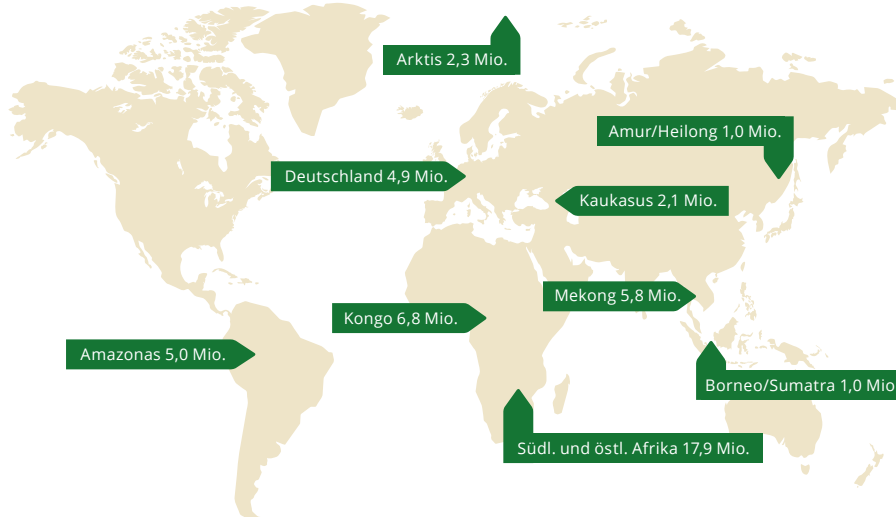 Arktis 2,3 Mio.
Amur/Heilong 1,0 Mio.
Deutschland 4,9 Mio.
Kaukasus 2,1 Mio.
Mekong 5,8 Mio.
Kongo 6,8 Mio.
Amazonas 5,0 Mio.
Borneo/Sumatra 1,0 Mio
Südl. und östl. Afrika 17,9 Mio.